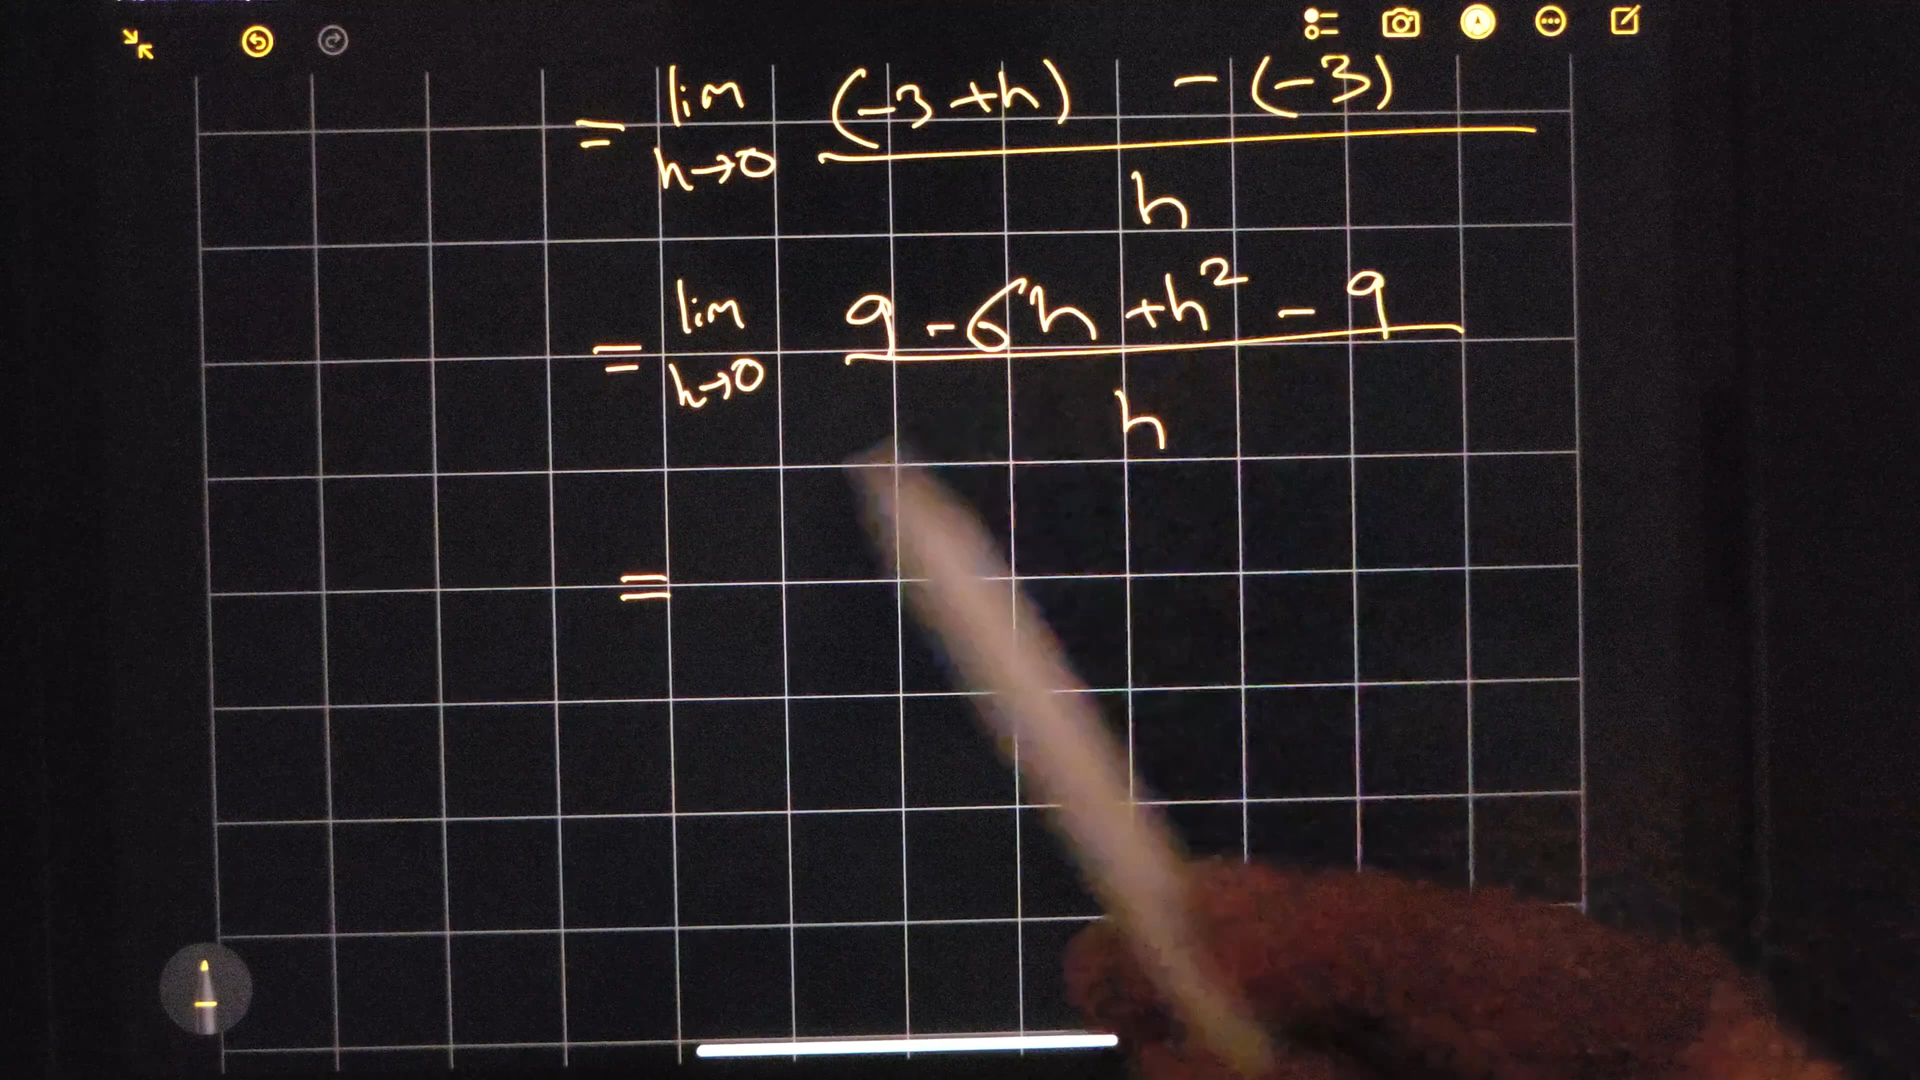 = lim h→0 (-3+h) - (-3) / h
= lim h→0 9 - 6h + h² - 9 / h
=